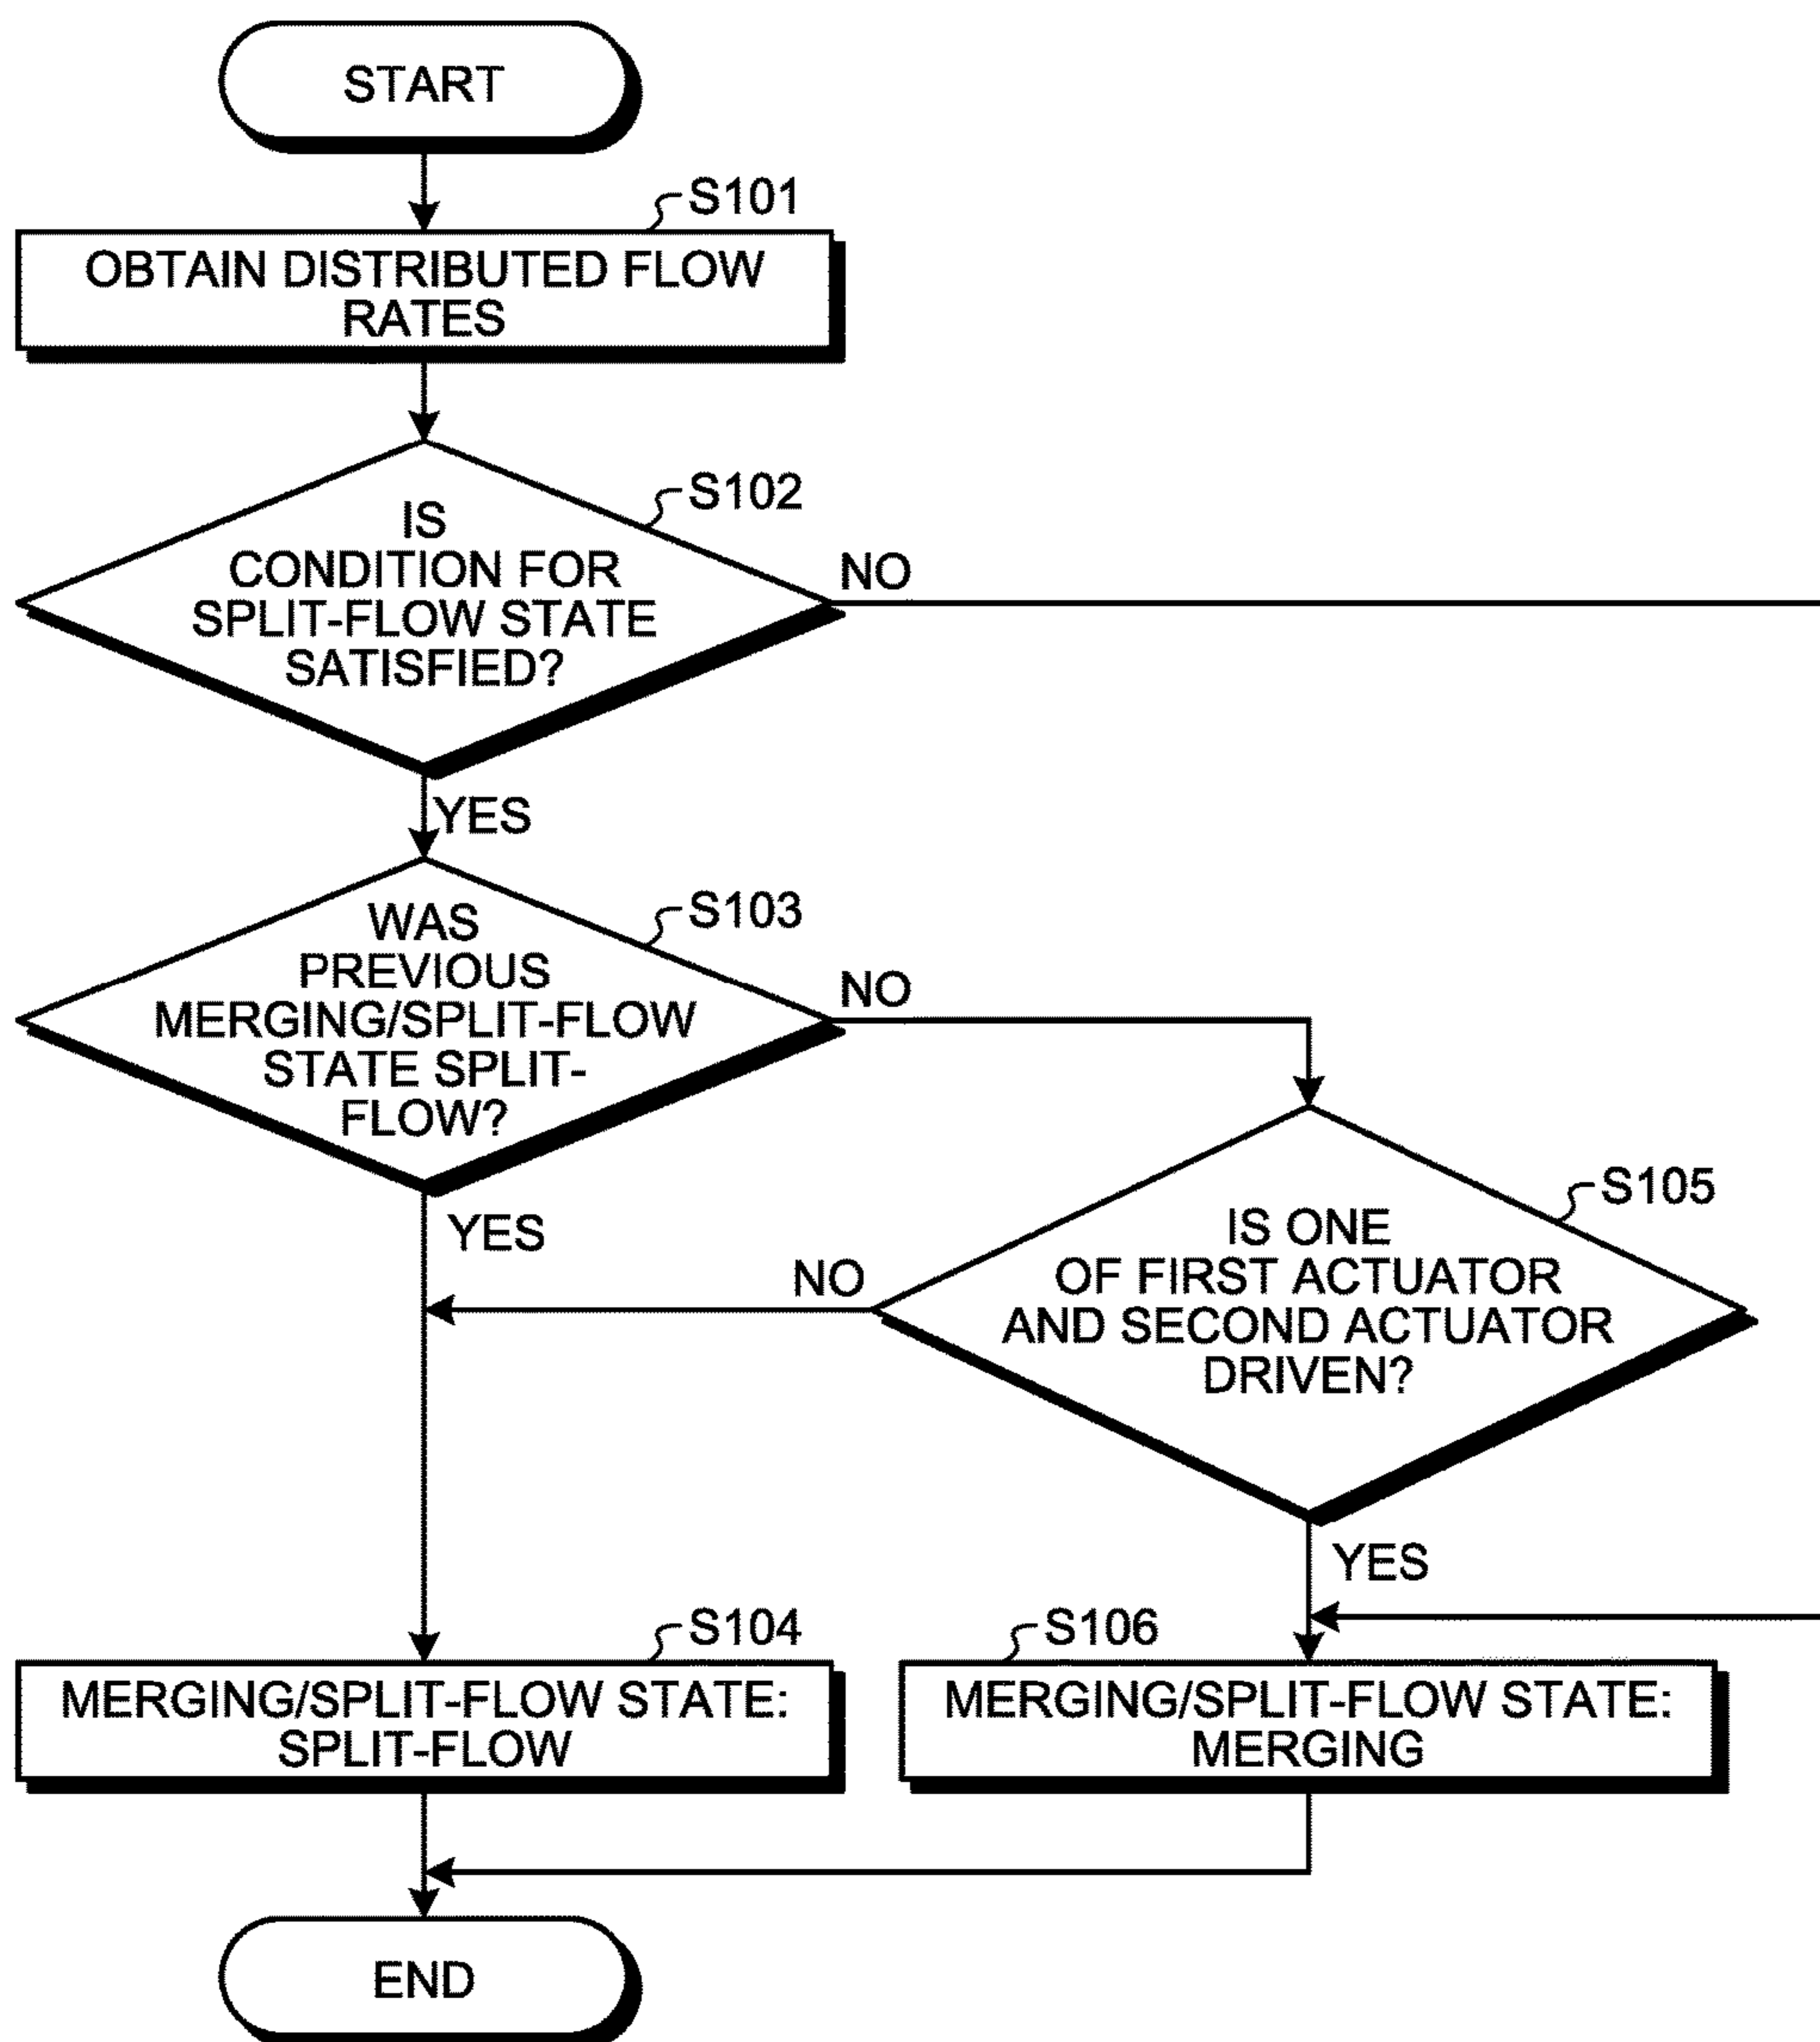 START
S101
OBTAIN DISTRIBUTED FLOW
RATES
S102
IS
CONDITION FOR
SPLIT-FLOW STATE
SATISFIED?
NO
YES
S103
WAS
PREVIOUS
MERGING/SPLIT-FLOW
STATE SPLIT-
FLOW?
NO
YES
S105
IS ONE
OF FIRST ACTUATOR
AND SECOND ACTUATOR
DRIVEN?
NO
YES
S104
MERGING/SPLIT-FLOW STATE:
SPLIT-FLOW
S106
MERGING/SPLIT-FLOW STATE:
MERGING
END